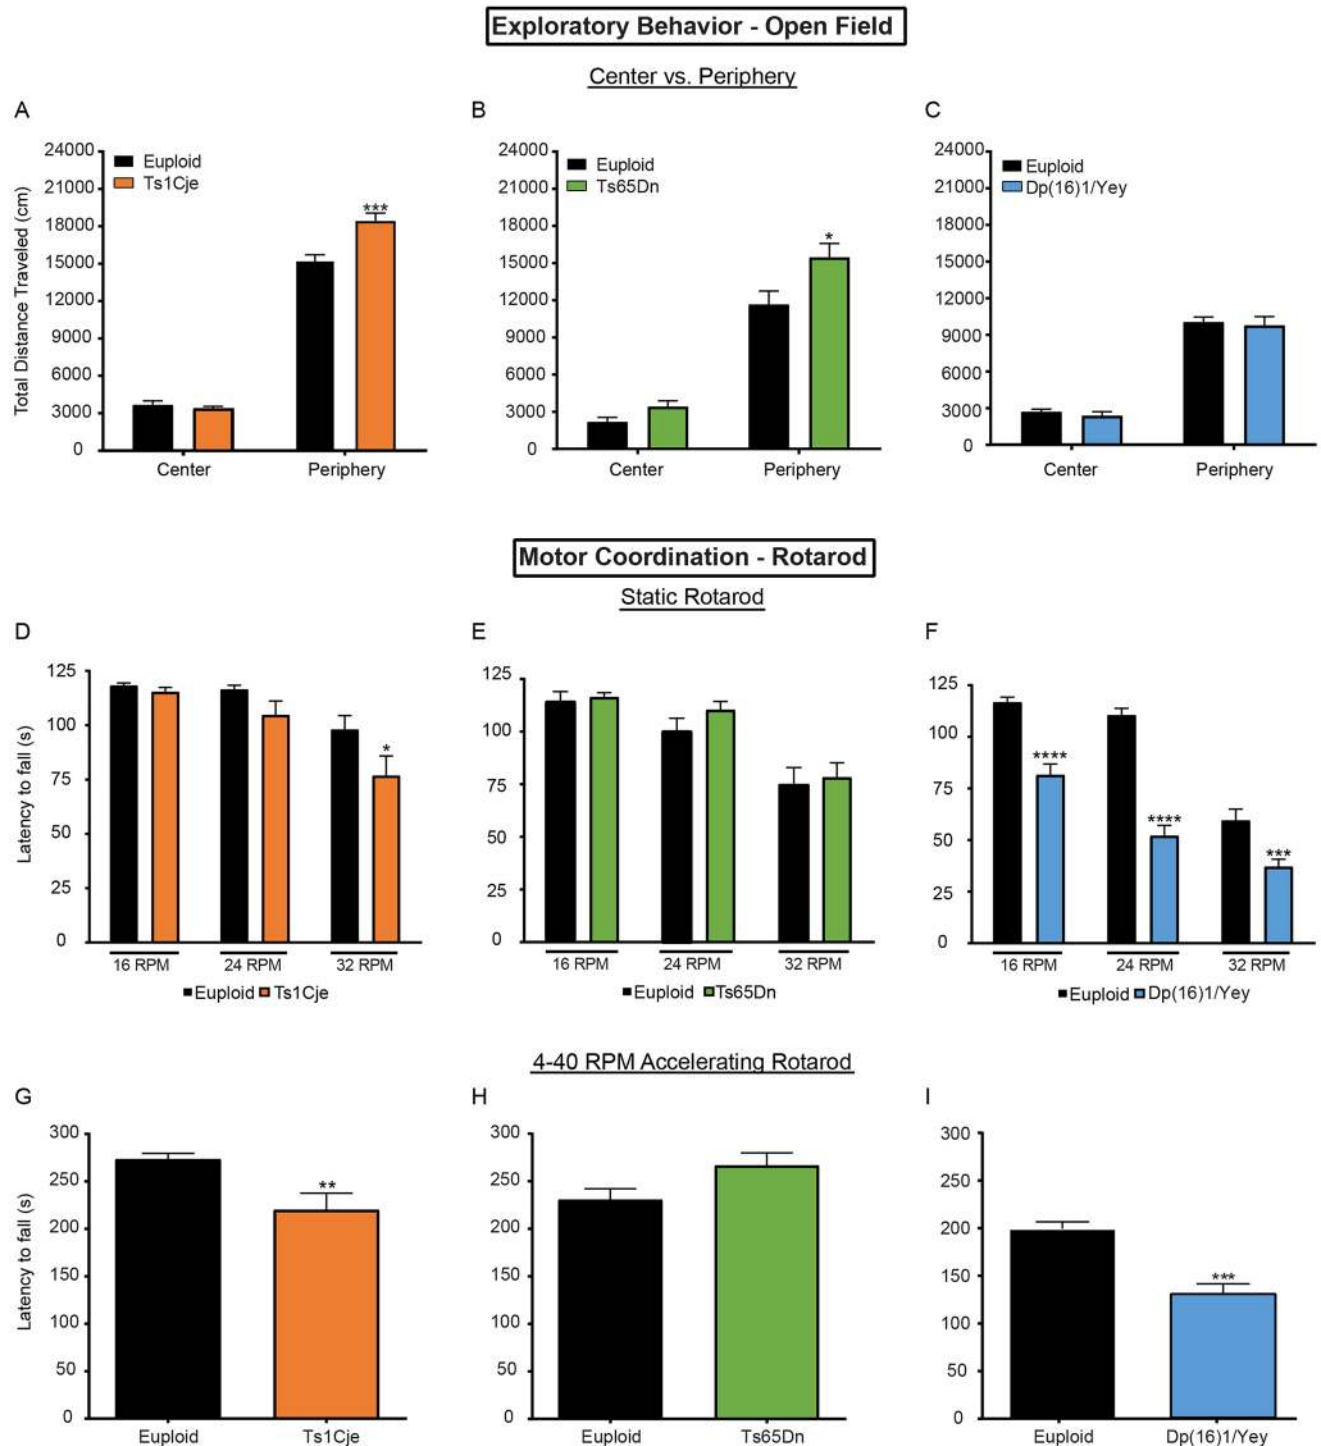 Exploratory Behavior - Open Field
Center vs. Periphery
A
B
C
Total Distance Traveled (cm)
24000
21000
18000
15000
12000
9000
6000
3000
0
Euploid
Ts1Cje
***
Center
Periphery
24000
21000
18000
15000
12000
9000
6000
3000
0
Euploid
Ts65Dn
*
Center
Periphery
24000
21000
18000
15000
12000
9000
6000
3000
0
Euploid
Dp(16)1/Yey
Center
Periphery
Motor Coordination - Rotarod
Static Rotarod
D
E
F
Latency to fall (s)
125
100
75
50
25
0
*
16 RPM
24 RPM
32 RPM
Euploid Ts1Cje
125
100
75
50
25
0
16 RPM
24 RPM
32 RPM
Euploid Ts65Dn
125
100
75
50
25
0
****
****
***
16 RPM
24 RPM
32 RPM
Euploid Dp(16)1/Yey
4-40 RPM Accelerating Rotarod
G
H
I
Latency to fall (s)
300
250
200
150
100
50
0
**
Euploid
Ts1Cje
300
250
200
150
100
50
0
Euploid
Ts65Dn
300
250
200
150
100
50
0
***
Euploid
Dp(16)1/Yey